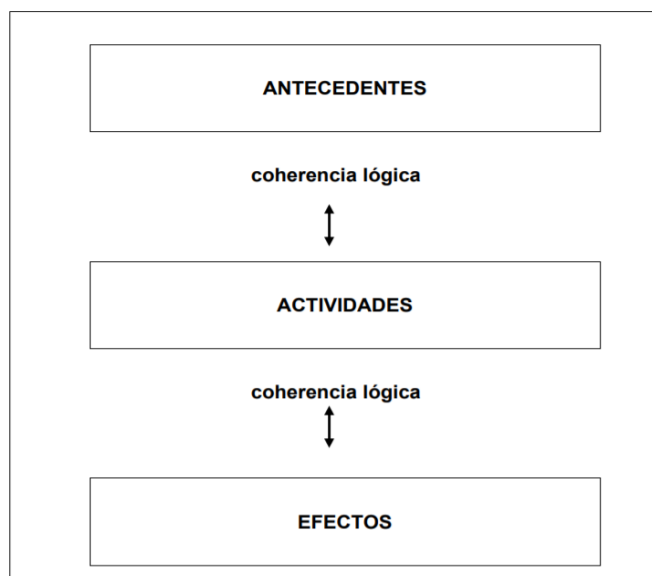 ANTECEDENTES
coherencia lógica
ACTIVIDADES
coherencia lógica
EFECTOS